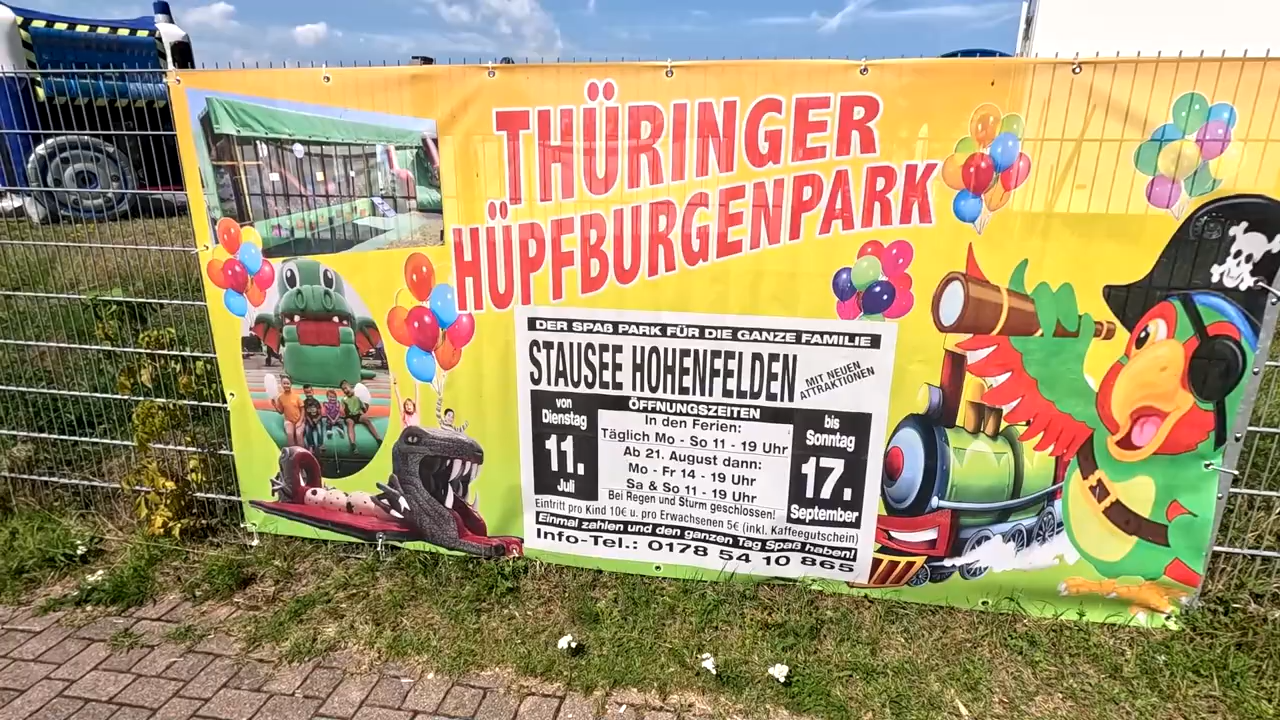 THÜRINGER
HÜPFBURGENPARK
DER SPAß PARK FÜR DIE GANZE FAMILIE
STAUSEE HOHENFELDEN
MIT NEUEN
ATTRAKTIONEN
von
Dienstag
11.
Juli
ÖFFNUNGSZEITEN
In den Ferien:
Täglich Mo - So 11 - 19 Uhr
Ab 21. August dann:
Mo - Fr 14 - 19 Uhr
Sa & So 11 - 19 Uhr
Bei Regen und Sturm geschlossen!
bis
Sonntag
17.
September
Eintritt pro Kind 10€ u. pro Erwachsenen 5€ (inkl. Kaffeegutschein)
Einmal zahlen und den ganzen Tag Spaß haben!
Info-Tel.: 0178 54 10 865